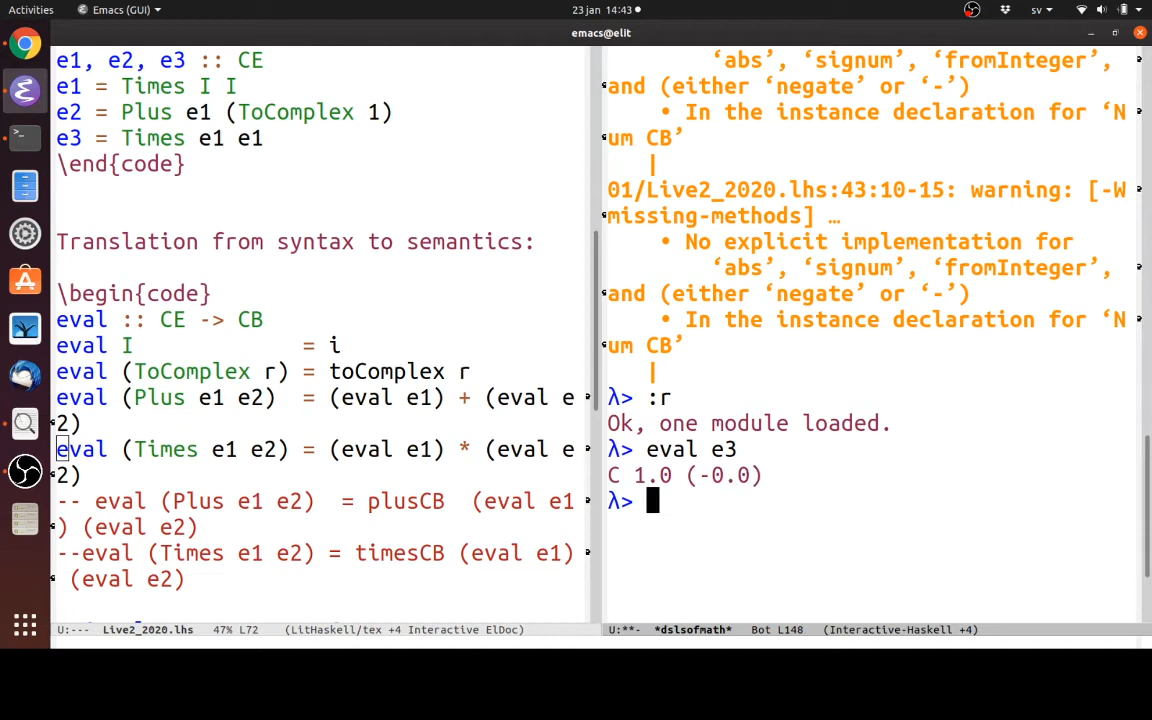 Activities
Emacs (GUI)
23 jan 14:43
sv
emacs@elit
e1, e2, e3 :: CE
e1 = Times I I
e2 = Plus e1 (ToComplex 1)
e3 = Times e1 e1
\end{code}
Translation from syntax to semantics:
\begin{code}
eval :: CE -> CB
eval I = i
eval (ToComplex r) = toComplex r
eval (Plus e1 e2) = (eval e1) + (eval e
2)
eval (Times e1 e2) = (eval e1) * (eval e
2)
-- eval (Plus e1 e2) = plusCB (eval e1
) (eval e2)
--eval (Times e1 e2) = timesCB (eval e1)
(eval e2)
U:--- Live2_2020.lhs 47% L72 (LitHaskell/tex +4 Interactive ElDoc)
‘abs’, ‘signum’, ‘fromInteger’,
and (either ‘negate’ or ‘-’)
• In the instance declaration for ‘N
um CB’
|
01/Live2_2020.lhs:43:10-15: warning: [-W
missing-methods] …
• No explicit implementation for
‘abs’, ‘signum’, ‘fromInteger’,
and (either ‘negate’ or ‘-’)
• In the instance declaration for ‘N
um CB’
|
λ> :r
Ok, one module loaded.
λ> eval e3
C 1.0 (-0.0)
λ>
U:**- *dslsofmath* Bot L148 (Interactive-Haskell +4)